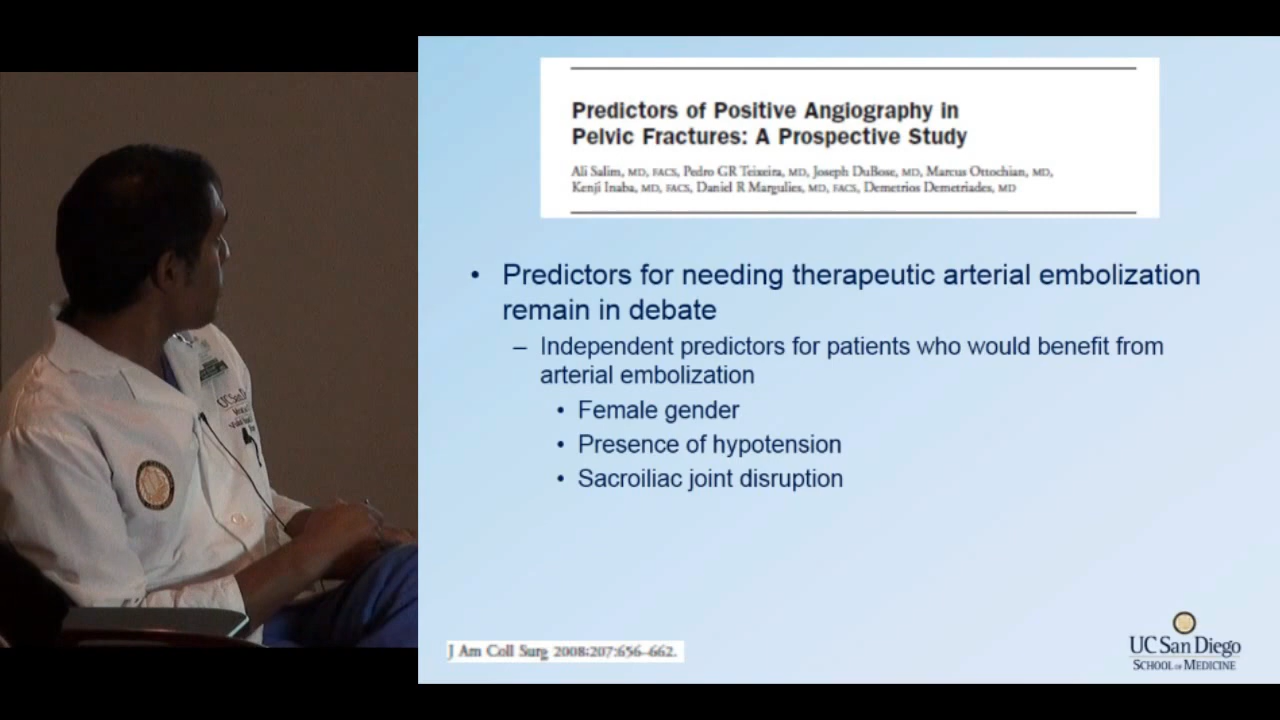 Predictors of Positive Angiography in
Pelvic Fractures: A Prospective Study
Ali Salim, MD, FACS, Pedro GR Teixeira, MD, Joseph DuBose, MD, Marcus Ottochian, MD,
Kenji Inaba, MD, FACS, Daniel R Margulies, MD, FACS, Demetrios Demetriades, MD
• Predictors for needing therapeutic arterial embolization
remain in debate
– Independent predictors for patients who would benefit from
arterial embolization
• Female gender
• Presence of hypotension
• Sacroiliac joint disruption
J Am Coll Surg 2008;207:656–662.
UC San Diego
SCHOOL OF MEDICINE
UC San D